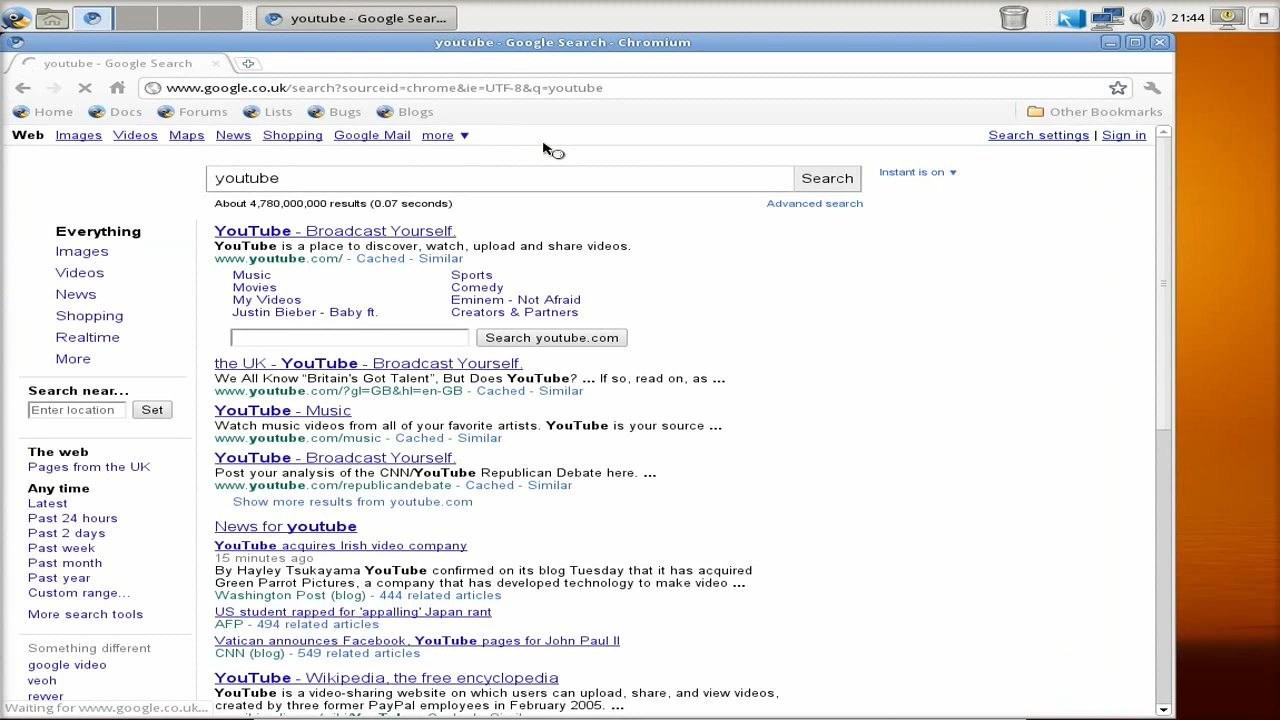 youtube - Google Sear...
21:44
youtube - Google Search - Chromium
youtube - Google Search
www.google.co.uk/search?sourceid=chrome&ie=UTF-8&q=youtube
Home Docs Forums Lists Bugs Blogs Other Bookmarks
Web Images Videos Maps News Shopping Google Mail more ▼ Search settings | Sign in
youtube Search Instant is on ▼
About 4,780,000,000 results (0.07 seconds) Advanced search
Everything
Images
Videos
News
Shopping
Realtime
More
Search near...
Enter location Set
The web
Pages from the UK
Any time
Latest
Past 24 hours
Past 2 days
Past week
Past month
Past year
Custom range...
More search tools
Something different
google video
veoh
rewer
YouTube - Broadcast Yourself.
YouTube is a place to discover, watch, upload and share videos.
www.youtube.com/ - Cached - Similar
Music Sports
Movies Comedy
My Videos Eminem - Not Afraid
Justin Bieber - Baby ft. Creators & Partners
Search youtube.com
the UK - YouTube - Broadcast Yourself.
We All Know “Britain's Got Talent”, But Does YouTube? ... If so, read on, as ...
www.youtube.com/?gl=GB&hl=en-GB - Cached - Similar
YouTube - Music
Watch music videos from all of your favorite artists. YouTube is your source ...
www.youtube.com/music - Cached - Similar
YouTube - Broadcast Yourself.
Post your analysis of the CNN/YouTube Republican Debate here. ...
www.youtube.com/republicandebate - Cached - Similar
Show more results from youtube.com
News for youtube
YouTube acquires Irish video company
15 minutes ago
By Hayley Tsukayama YouTube confirmed on its blog Tuesday that it has acquired
Green Parrot Pictures, a company that has developed technology to make video ...
Washington Post (blog) - 444 related articles
US student rapped for 'appalling' Japan rant
AFP - 494 related articles
Vatican announces Facebook, YouTube pages for John Paul II
CNN (blog) - 549 related articles
YouTube - Wikipedia, the free encyclopedia
YouTube is a video-sharing website on which users can upload, share, and view videos,
created by three former PayPal employees in February 2005. ...
Waiting for www.google.co.uk...